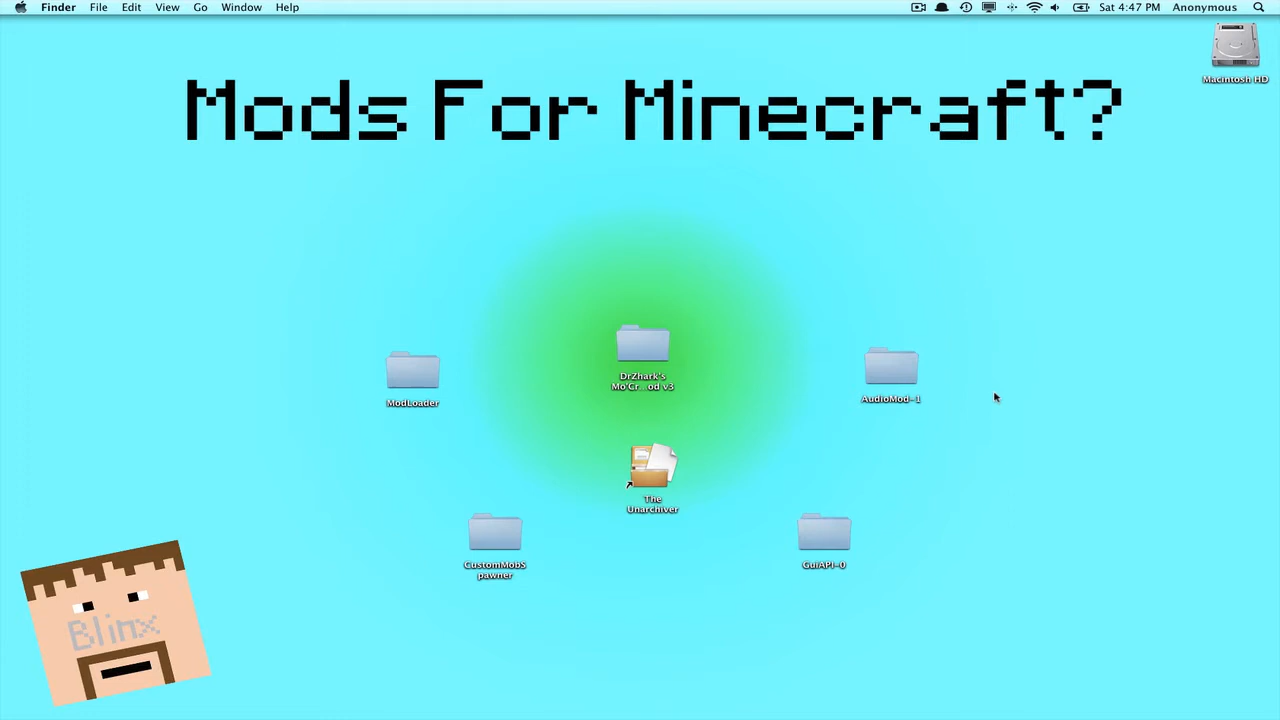 Finder File Edit View Go Window Help Sat 4:47 PM Anonymous
Macintosh HD
Mods For Minecraft?
DrZhark's
Mo'Cr...od v3
ModLoader
AudioMod-1
The
Unarchiver
CustomMobS
pawner
GuiAPI-0
Blinx